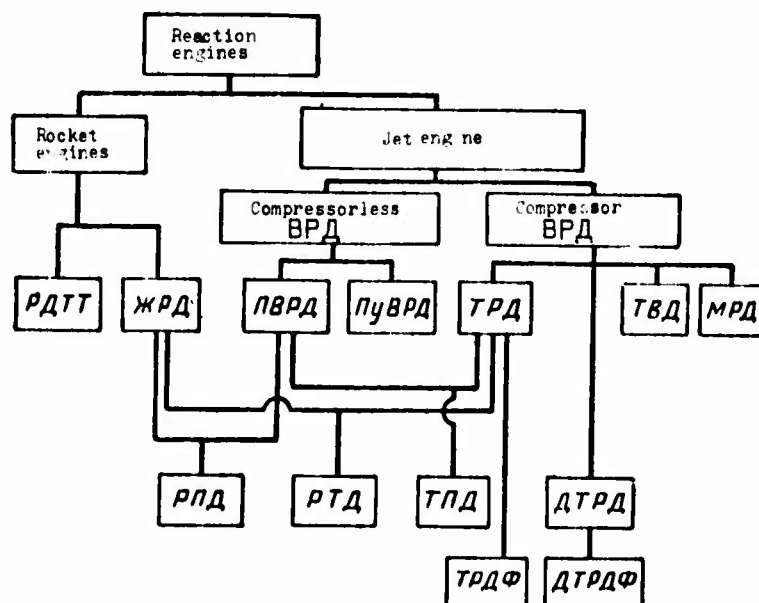 Reaction
engines
Rocket
engines
Jet eng ne
Compressorless
ВРД
Compressor
ВРД
РДТТ
ЖРД
ПВРД
ПуВРД
ТРД
ТВД
МРД
РПД
РТД
ТПД
ДТРД
ТРДФ
ДТРДФ